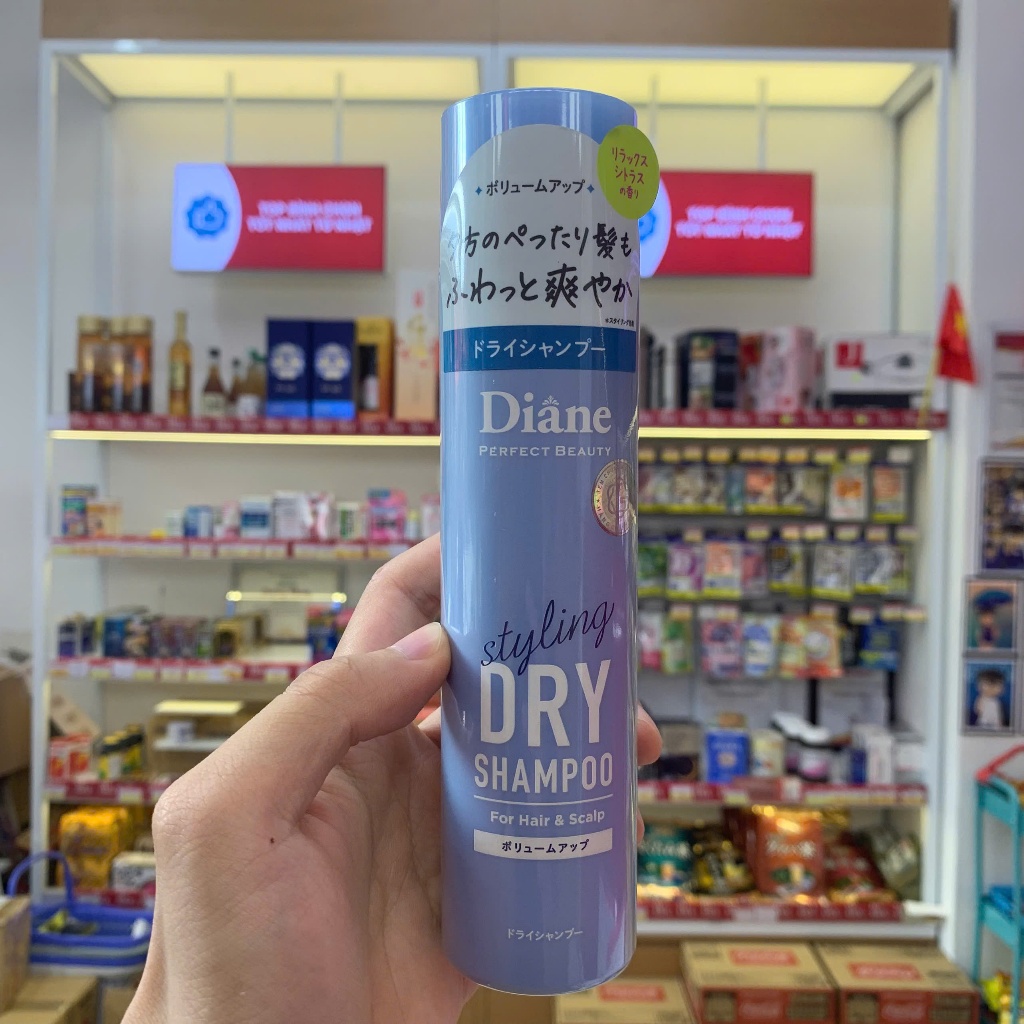 リラックス
シトラス
の香り
✦ボリュームアップ✦
夕方のぺったり髪も
ふわっと爽やか
ドライシャンプー
Diane
PERFECT BEAUTY
styling
DRY
SHAMPOO
For Hair & Scalp
ボリュームアップ
ドライシャンプー